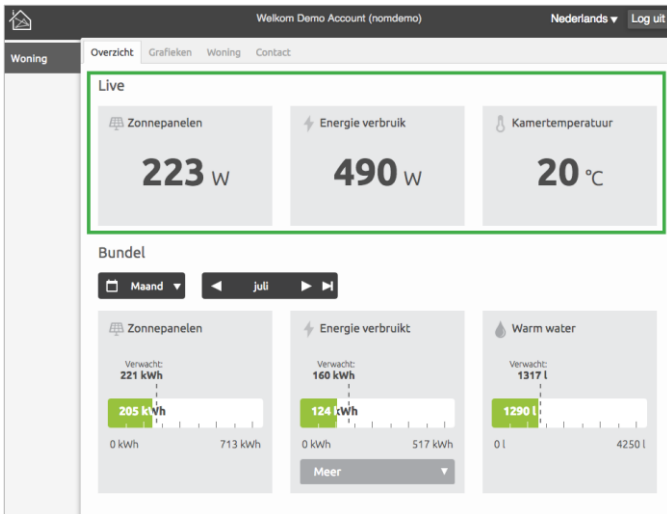 Welkom Demo Account (nomdemo)
Nederlands
Log uit
Woning
Overzicht Grafieken Woning Contact
Live
Zonnepanelen
223 W
Energie verbruik
490 W
Kamertemperatuur
20 °C
Bundel
Maand
juli
Zonnepanelen
Verwacht:
221 kWh
205 kWh
0 kWh 713 kWh
Energie verbruikt
Verwacht:
160 kWh
124 kWh
0 kWh 517 kWh
Meer
Warm water
Verwacht:
1317 l
1290 l
0 l 4250 l